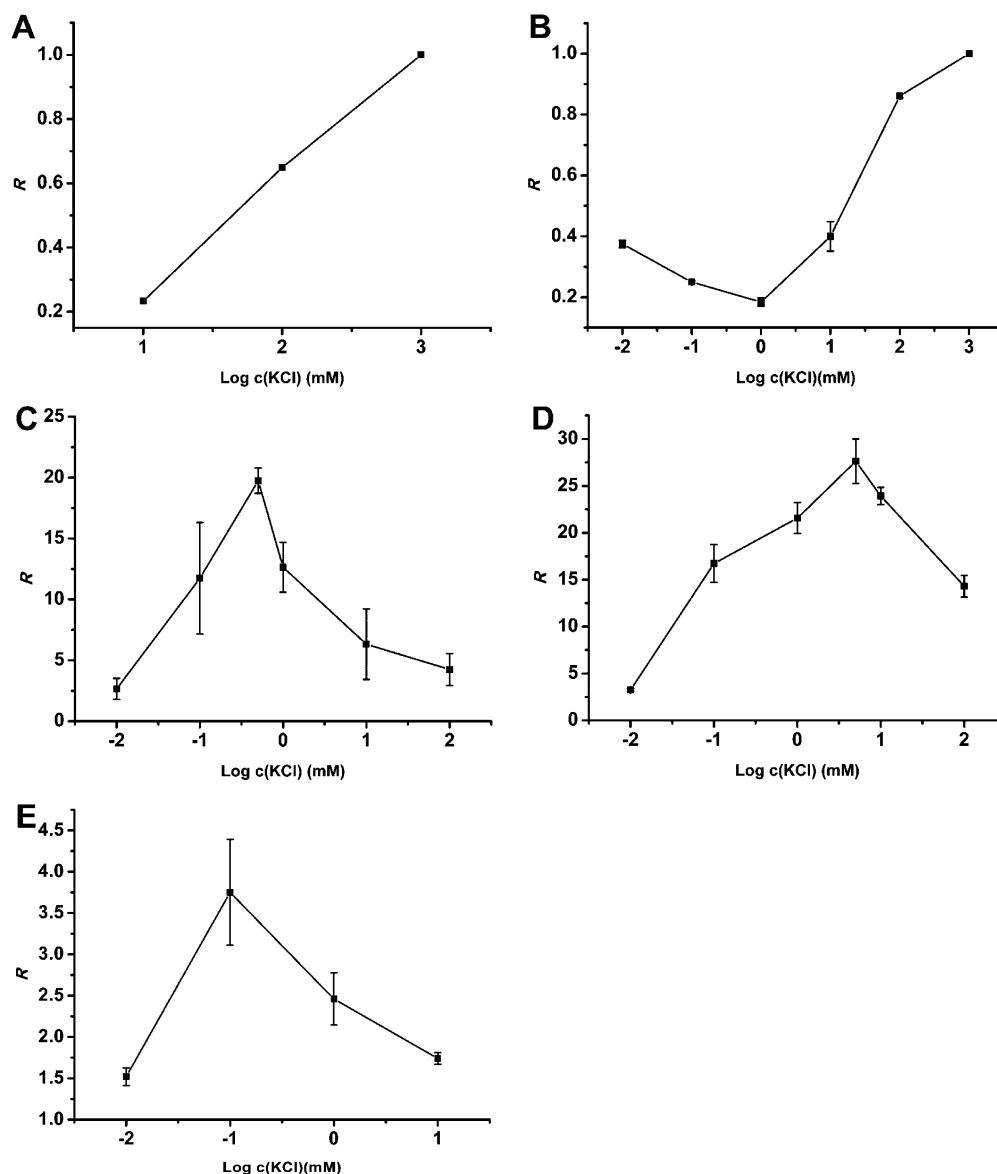 A
1.0
0.8
0.6
0.4
0.2
R
1 2 3
Log c(KCl) (mM)
B
1.0
0.8
0.6
0.4
0.2
R
-2 -1 0 1 2 3
Log c(KCl)(mM)
C
25
20
15
10
5
0
R
-2 -1 0 1 2
Log c(KCl) (mM)
D
30
25
20
15
10
5
0
R
-2 -1 0 1 2
Log c(KCl) (mM)
E
4.5
4.0
3.5
3.0
2.5
2.0
1.5
1.0
R
-2 -1 0 1
Log c(KCl)(mM)